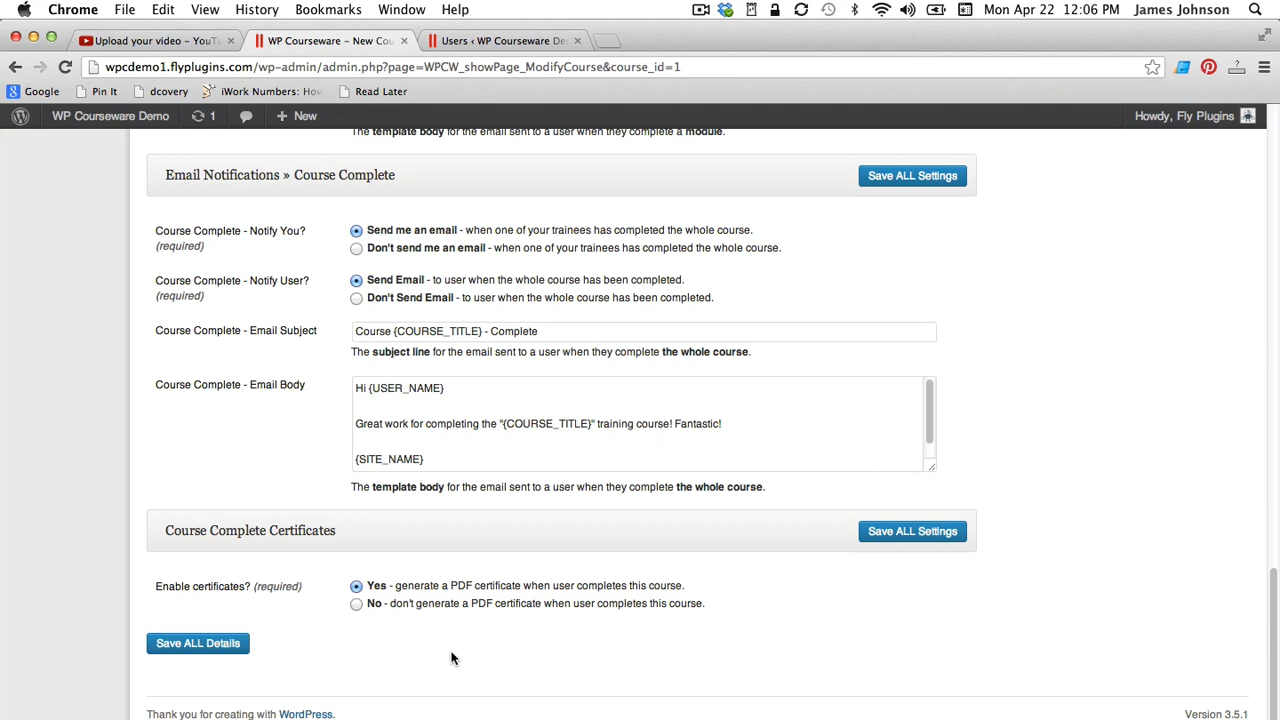 Chrome File Edit View History Bookmarks Window Help Mon Apr 22 12:06 PM James Johnson
Upload your video – YouTu WP Courseware – New Cou Users ‹ WP Courseware De
wpcdemo1.flyplugins.com/wp-admin/admin.php?page=WPCW_showPage_ModifyCourse&course_id=1
Google Pin It dcovery iWork Numbers: How Read Later
WP Courseware Demo 1 + New Howdy, Fly Plugins
The template body for the email sent to a user when they complete a module.
Email Notifications » Course Complete Save ALL Settings
Course Complete - Notify You? Send me an email - when one of your trainees has completed the whole course.
(required) Don't send me an email - when one of your trainees has completed the whole course.
Course Complete - Notify User? Send Email - to user when the whole course has been completed.
(required) Don't Send Email - to user when the whole course has been completed.
Course Complete - Email Subject Course {COURSE_TITLE} - Complete
The subject line for the email sent to a user when they complete the whole course.
Course Complete - Email Body Hi {USER_NAME}
Great work for completing the "{COURSE_TITLE}" training course! Fantastic!
{SITE_NAME}
The template body for the email sent to a user when they complete the whole course.
Course Complete Certificates Save ALL Settings
Enable certificates? (required) Yes - generate a PDF certificate when user completes this course.
No - don't generate a PDF certificate when user completes this course.
Save ALL Details
Thank you for creating with WordPress. Version 3.5.1